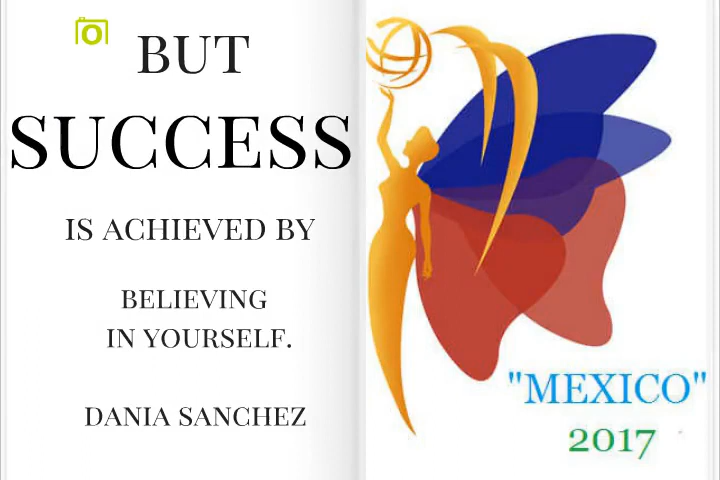 BUT
SUCCESS
IS ACHIEVED BY
BELIEVING
IN YOURSELF.
DANIA SANCHEZ
"MEXICO"
2017